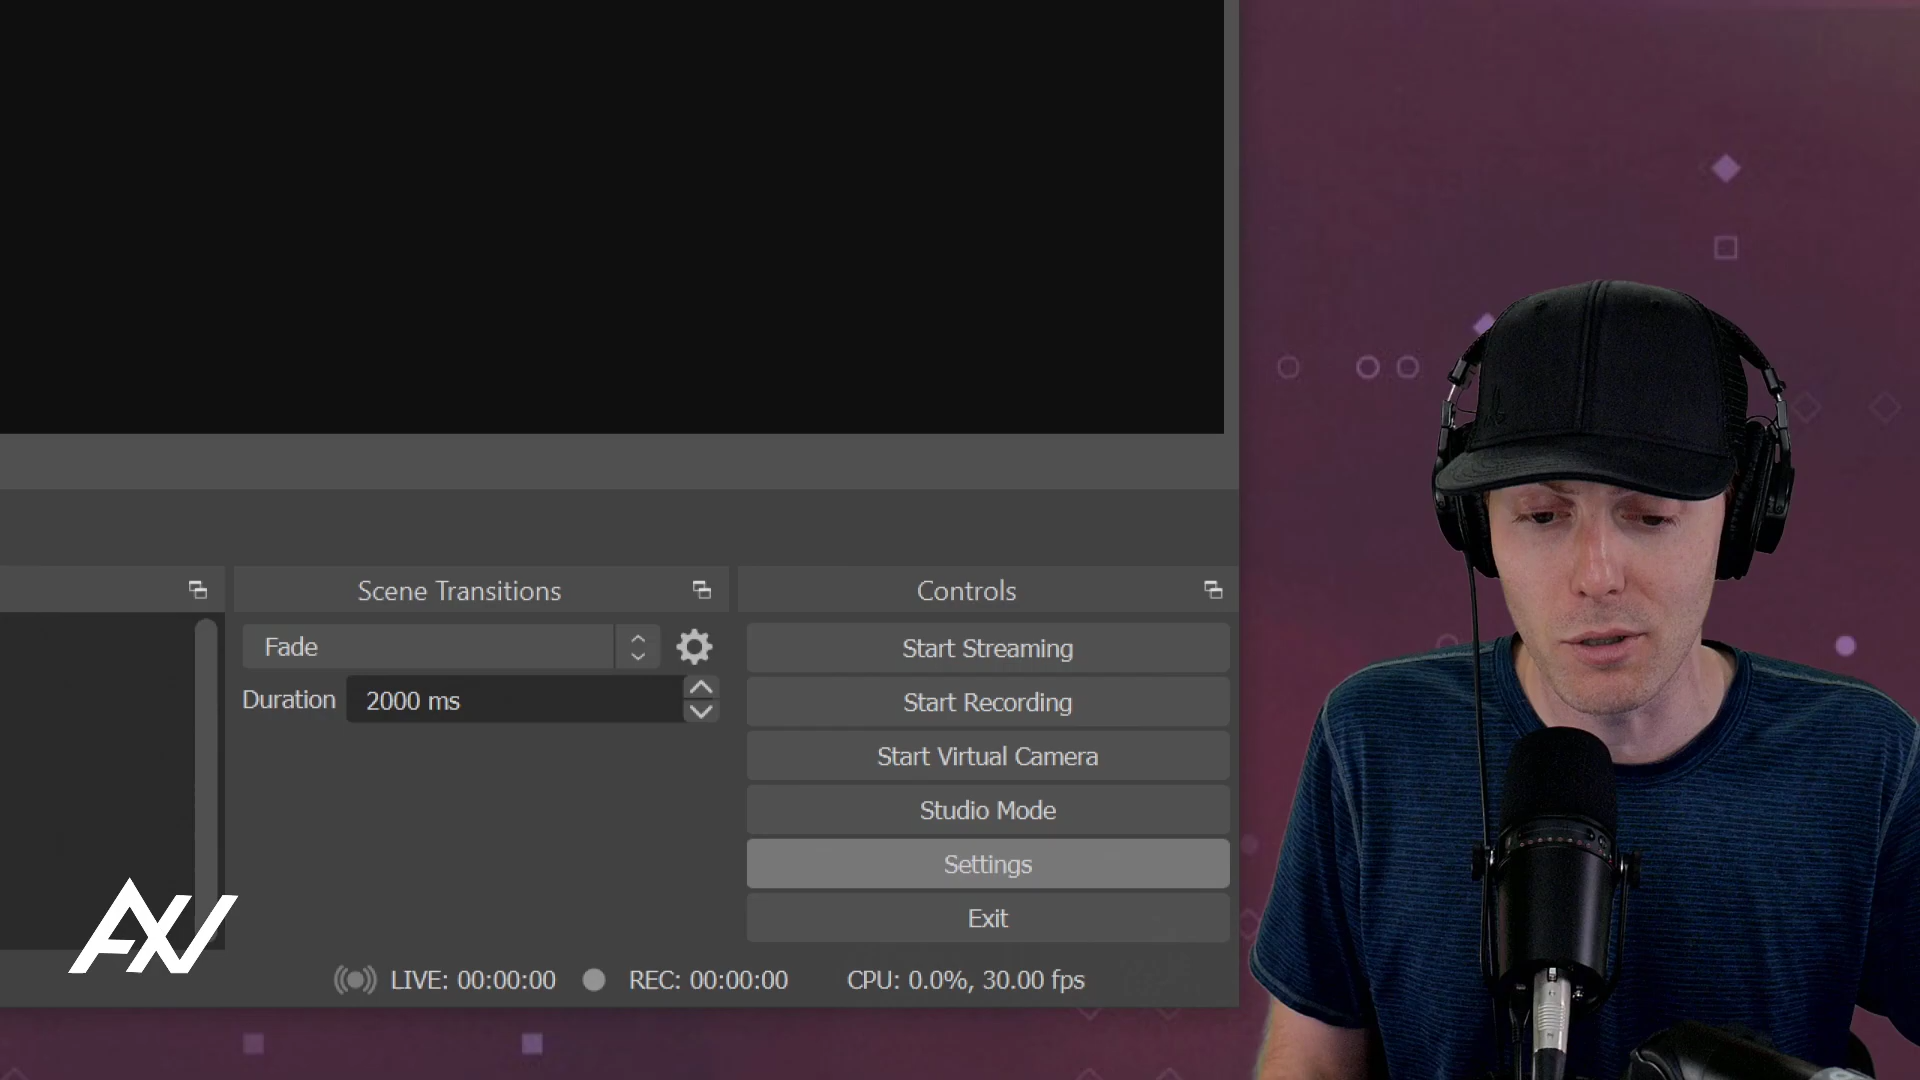 Scene Transitions
Controls
Fade
Duration
2000 ms
Start Streaming
Start Recording
Start Virtual Camera
Studio Mode
Settings
Exit
LIVE: 00:00:00
REC: 00:00:00
CPU: 0.0%, 30.00 fps